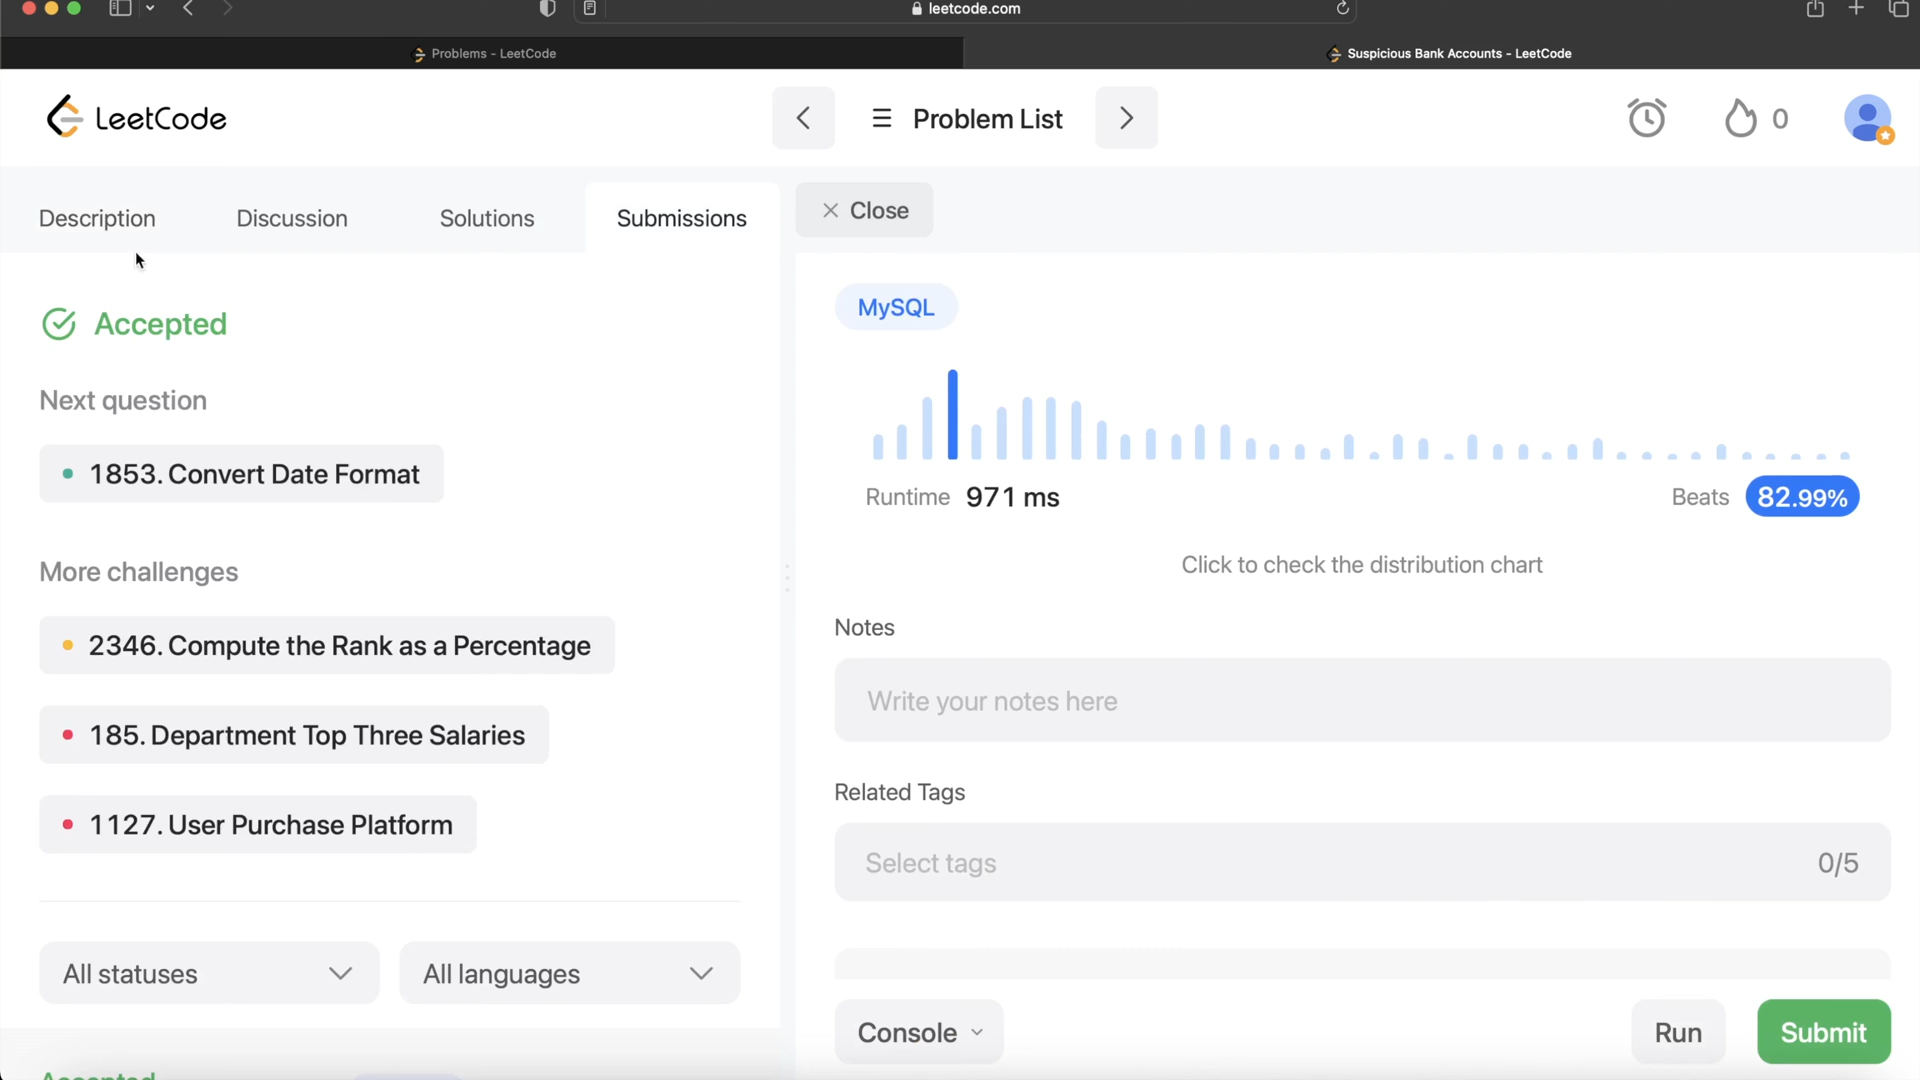 leetcode.com
Problems - LeetCode
Suspicious Bank Accounts - LeetCode
LeetCode
Problem List
0
Description
Discussion
Solutions
Submissions
Close
Accepted
Next question
1853. Convert Date Format
More challenges
2346. Compute the Rank as a Percentage
185. Department Top Three Salaries
1127. User Purchase Platform
All statuses
All languages
Accepted
MySQL
Runtime 971 ms
Beats 82.99%
Click to check the distribution chart
Notes
Write your notes here
Related Tags
Select tags
0/5
Console
Run
Submit